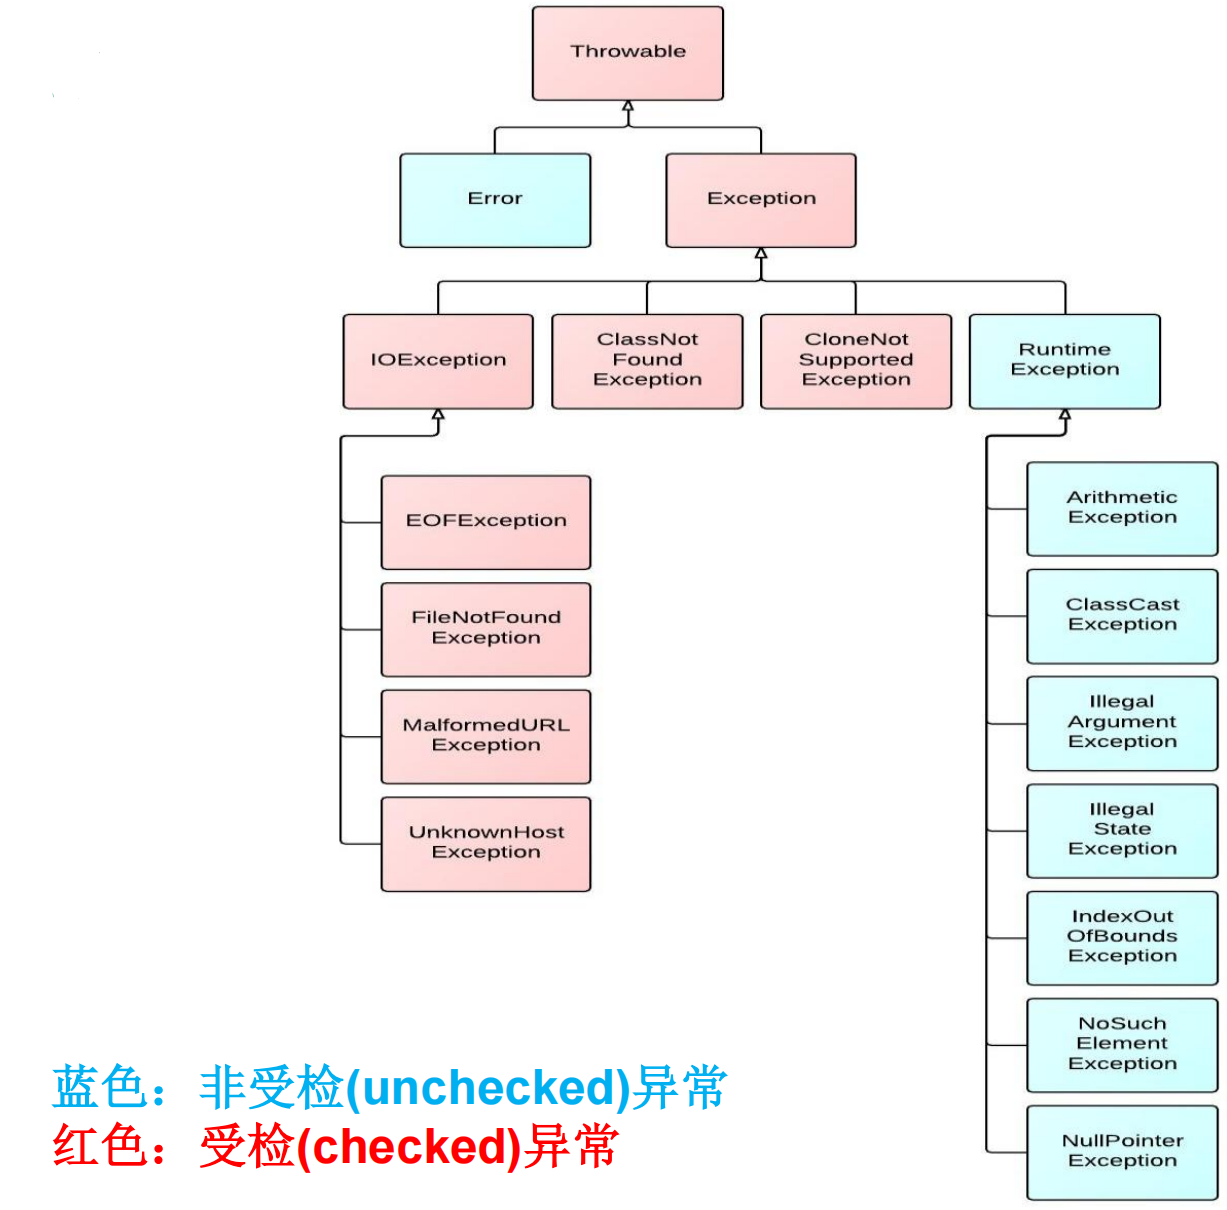 Throwable
Error
Exception
IOException
ClassNot
Found
Exception
CloneNot
Supported
Exception
Runtime
Exception
EOFException
FileNotFound
Exception
MalformedURL
Exception
UnknownHost
Exception
Arithmetic
Exception
ClassCast
Exception
Illegal
Argument
Exception
Illegal
State
Exception
IndexOut
OfBounds
Exception
NoSuch
Element
Exception
NullPointer
Exception
蓝色：非受检(unchecked)异常
红色：受检(checked)异常